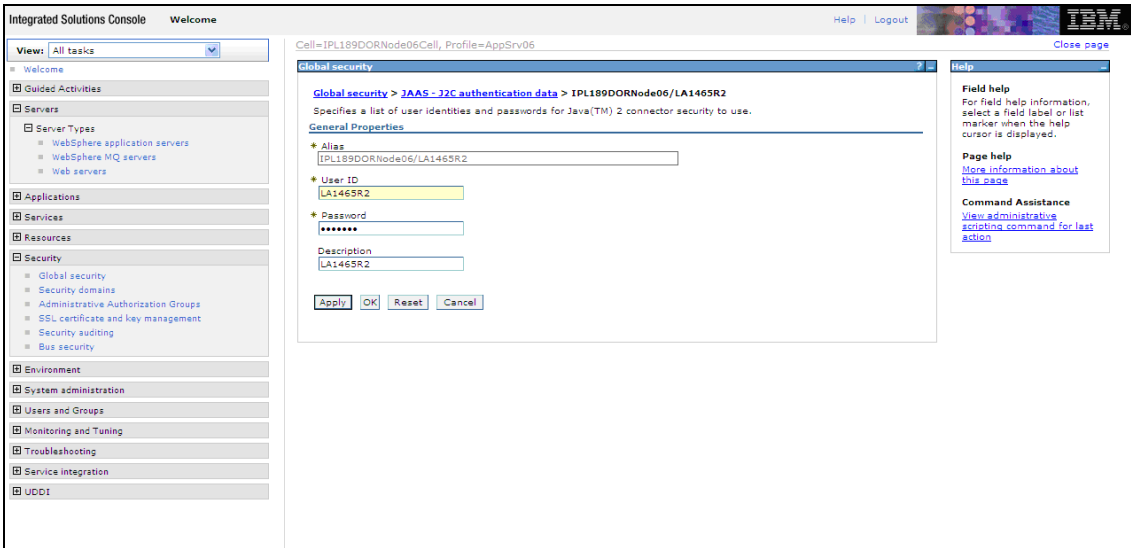 Integrated Solutions Console Welcome Help | Logout IBM®
View: All tasks
Welcome
Guided Activities
Servers
Server Types
WebSphere application servers
WebSphere MQ servers
Web servers
Applications
Services
Resources
Security
Global security
Security domains
Administrative Authorization Groups
SSL certificate and key management
Security auditing
Bus security
Environment
System administration
Users and Groups
Monitoring and Tuning
Troubleshooting
Service integration
UDDI
Cell=IPL189DORNode06Cell, Profile=AppSrv06 Close page
Global security ? –
Global security > JAAS - J2C authentication data > IPL189DORNode06/LA1465R2
Specifies a list of user identities and passwords for Java(TM) 2 connector security to use.
General Properties
* Alias
IPL189DORNode06/LA1465R2
* User ID
LA1465R2
* Password
•••••••
Description
LA1465R2
Apply OK Reset Cancel
Help –
Field help
For field help information,
select a field label or list
marker when the help
cursor is displayed.
Page help
More information about
this page
Command Assistance
View administrative
scripting command for last
action